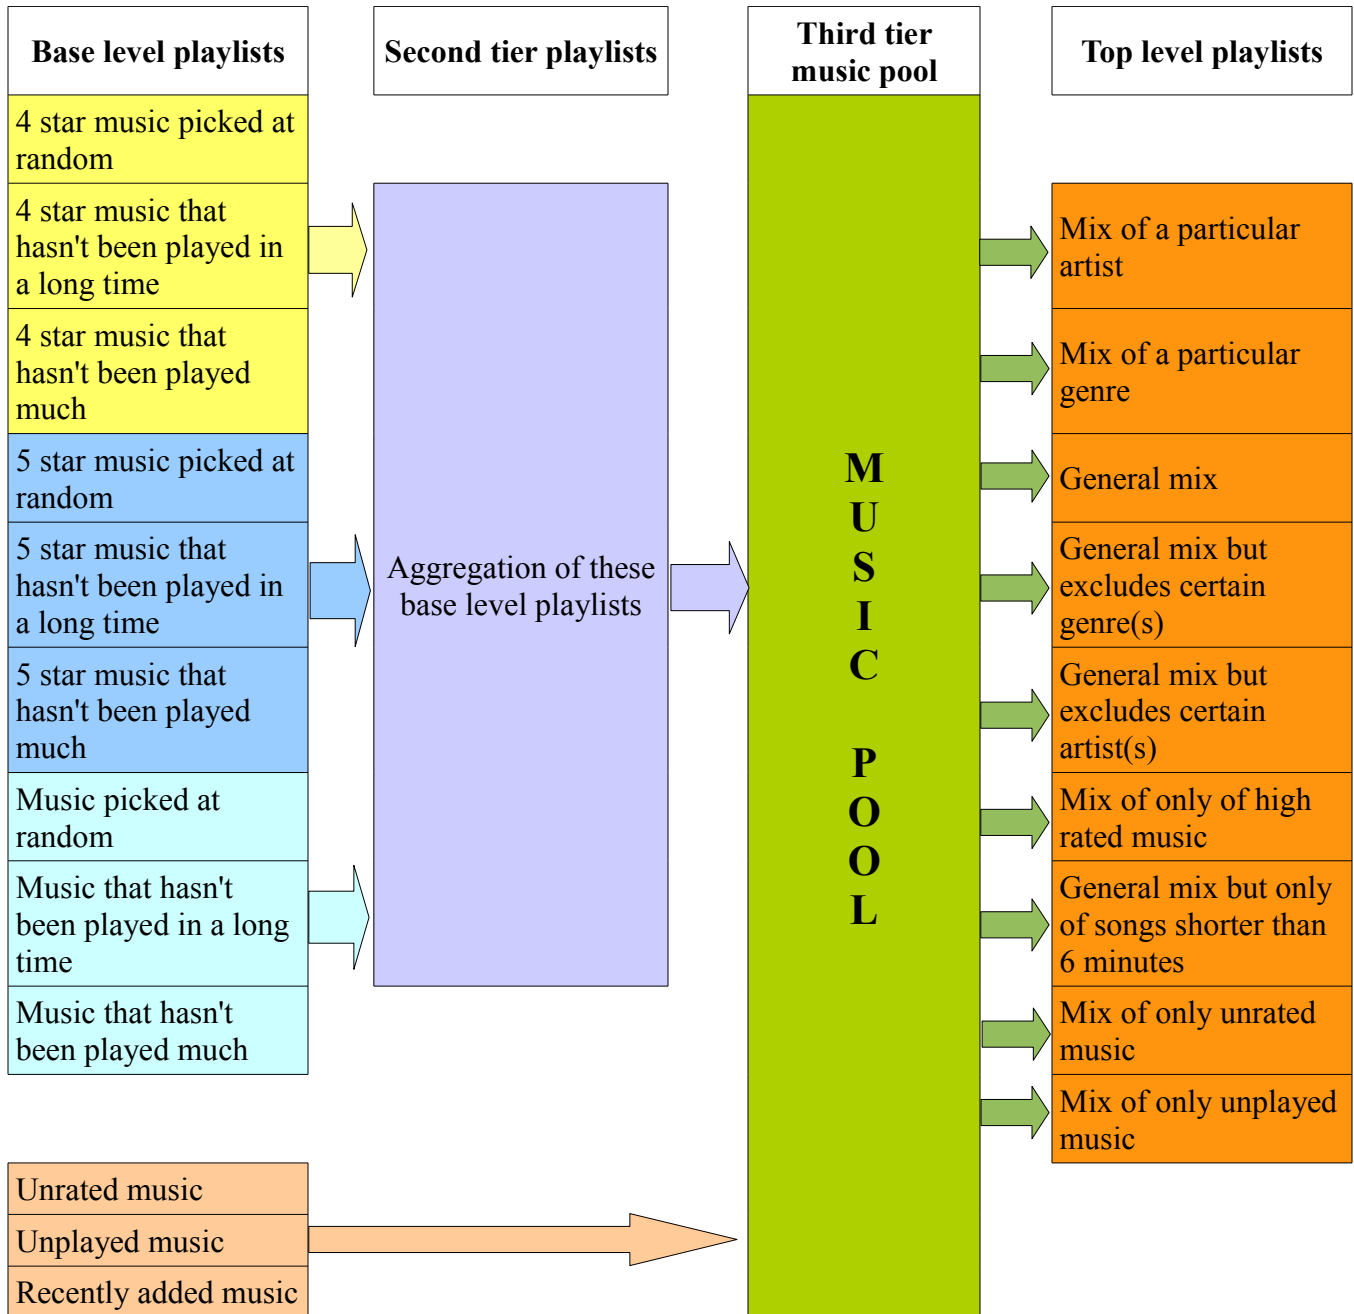 Base level playlists
Second tier playlists
Third tier
music pool
Top level playlists
4 star music picked at
random
4 star music that
hasn't been played in
a long time
4 star music that
hasn't been played
much
5 star music picked at
random
5 star music that
hasn't been played in
a long time
5 star music that
hasn't been played
much
Music picked at
random
Music that hasn't
been played in a long
time
Music that hasn't
been played much
Unrated music
Unplayed music
Recently added music
Aggregation of these
base level playlists
M
U
S
I
C
P
O
O
L
Mix of a particular
artist
Mix of a particular
genre
General mix
General mix but
excludes certain
genre(s)
General mix but
excludes certain
artist(s)
Mix of only of high
rated music
General mix but only
of songs shorter than
6 minutes
Mix of only unrated
music
Mix of only unplayed
music